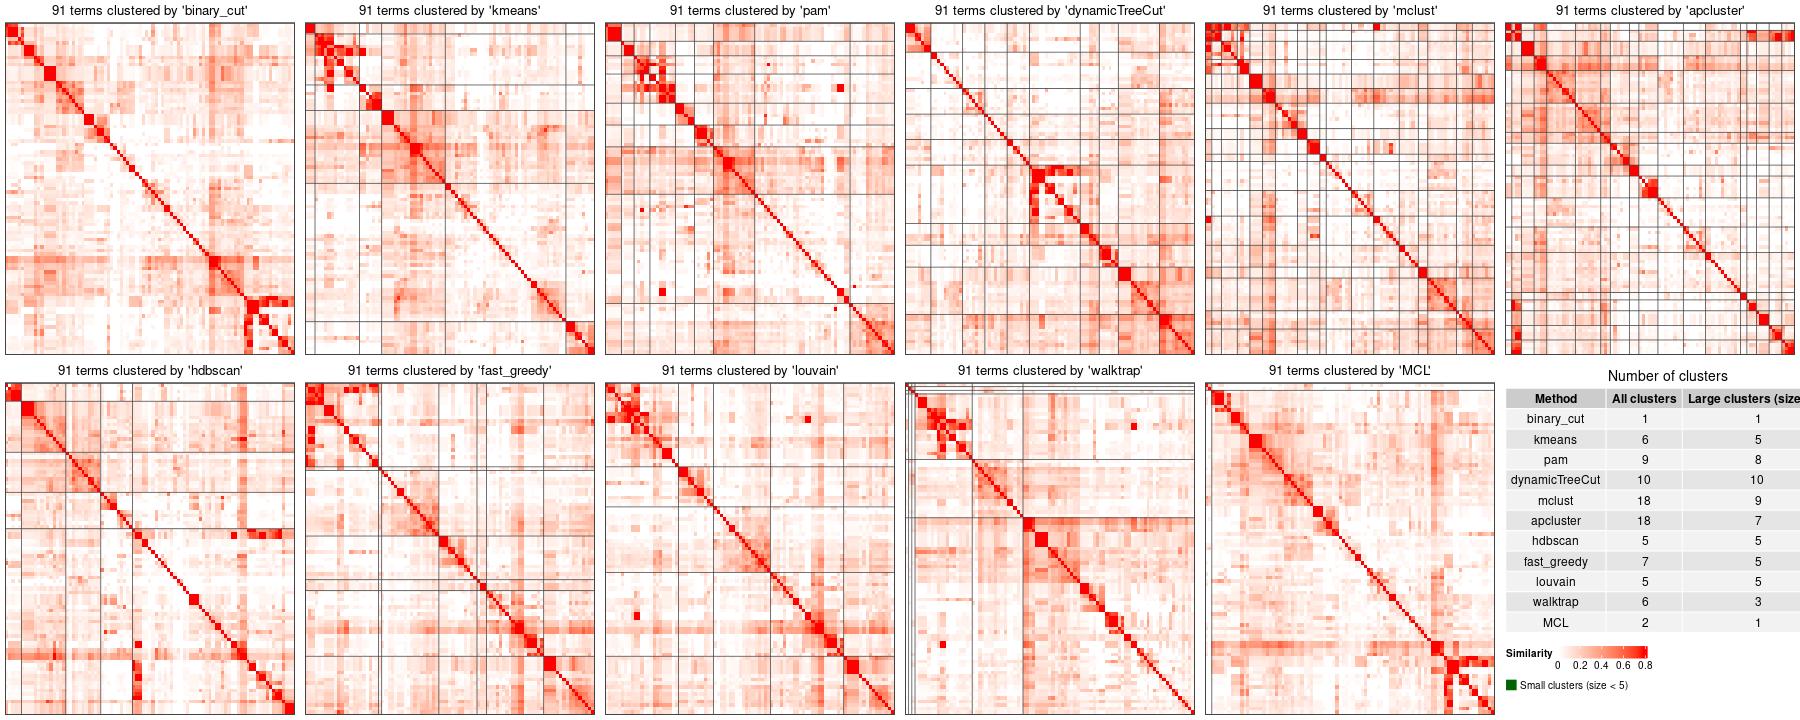 91 terms clustered by 'binary_cut'
91 terms clustered by 'kmeans'
91 terms clustered by 'pam'
91 terms clustered by 'dynamicTreeCut'
91 terms clustered by 'mclust'
91 terms clustered by 'apcluster'
91 terms clustered by 'hdbscan'
91 terms clustered by 'fast_greedy'
91 terms clustered by 'louvain'
91 terms clustered by 'walktrap'
91 terms clustered by 'MCL'
Number of clusters
Method All clusters Large clusters (size
binary_cut 1 1
kmeans 6 5
pam 9 8
dynamicTreeCut 10 10
mclust 18 9
apcluster 18 7
hdbscan 5 5
fast_greedy 7 5
louvain 5 5
walktrap 6 3
MCL 2 1
Similarity
0 0.2 0.4 0.6 0.8
Small clusters (size < 5)